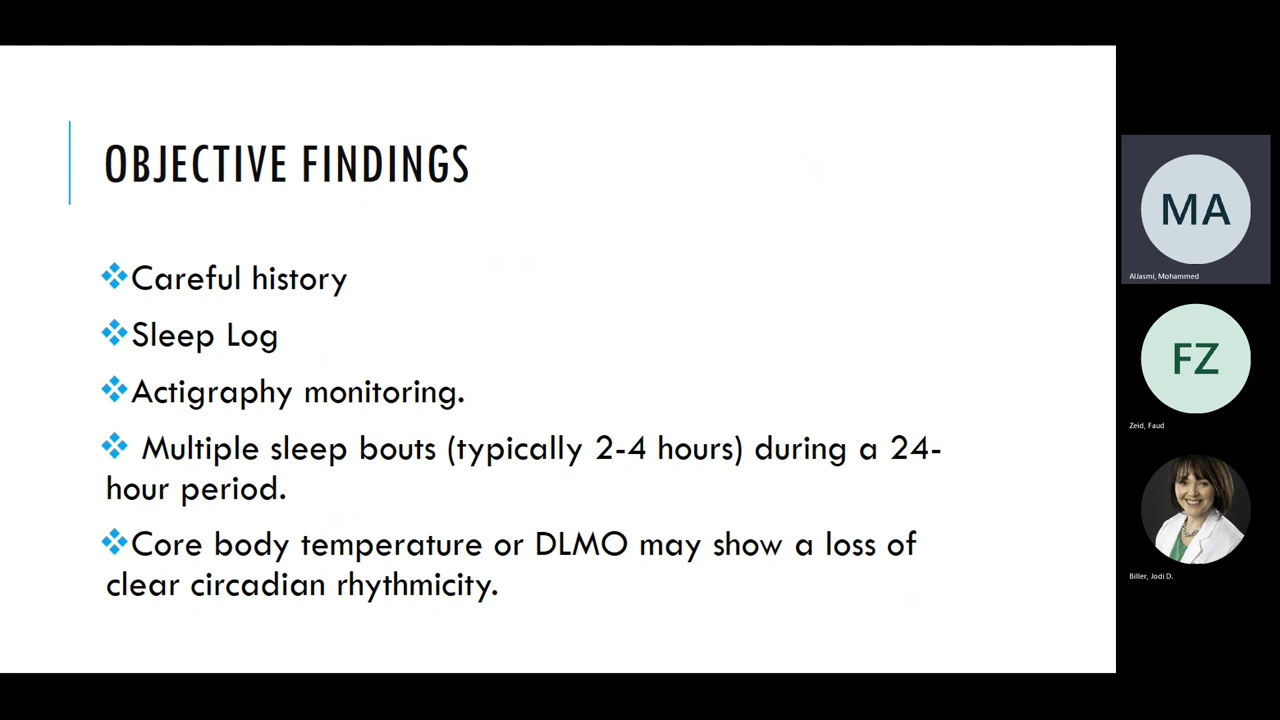 OBJECTIVE FINDINGS
Careful history
Sleep Log
Actigraphy monitoring.
Multiple sleep bouts (typically 2-4 hours) during a 24-
hour period.
Core body temperature or DLMO may show a loss of
clear circadian rhythmicity.
MA
AlJasmi, Mohammed
FZ
Zeid, Faud
Biller, Jodi D.